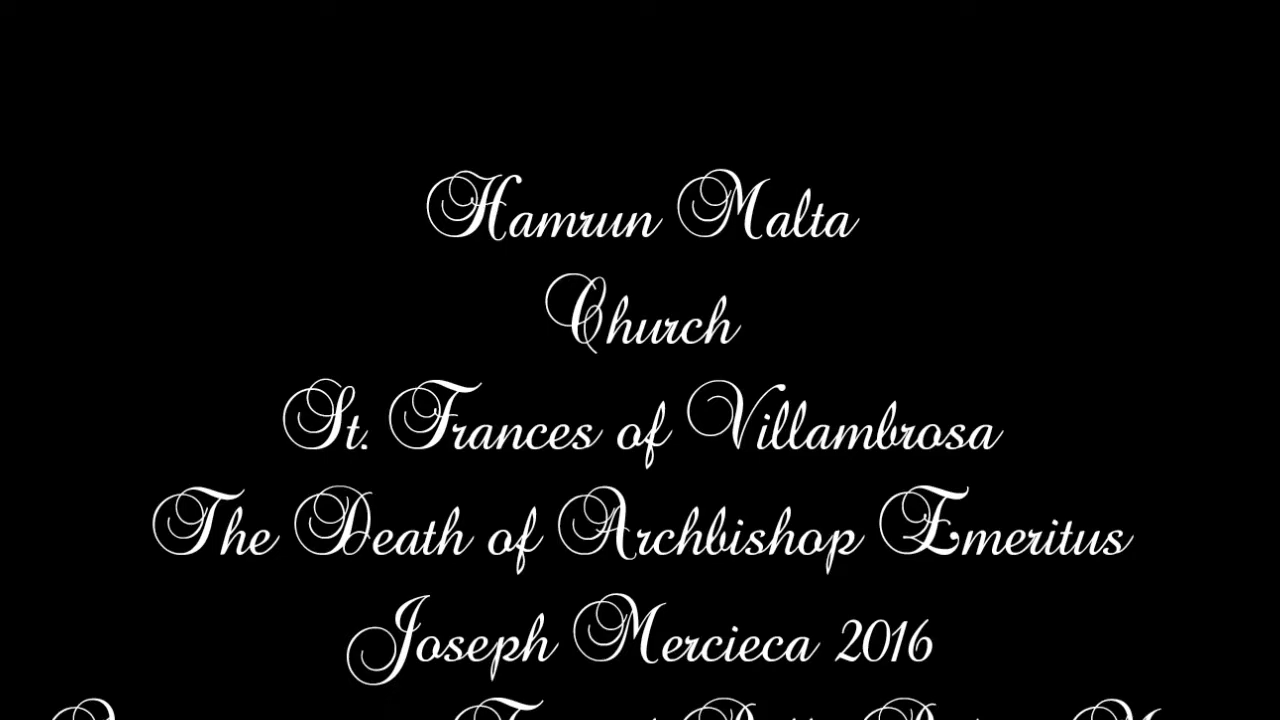 Hamrun Malta
Church
St. Frances of Villambrosa
The Death of Archbishop Emeritus
Joseph Mercieca 2016